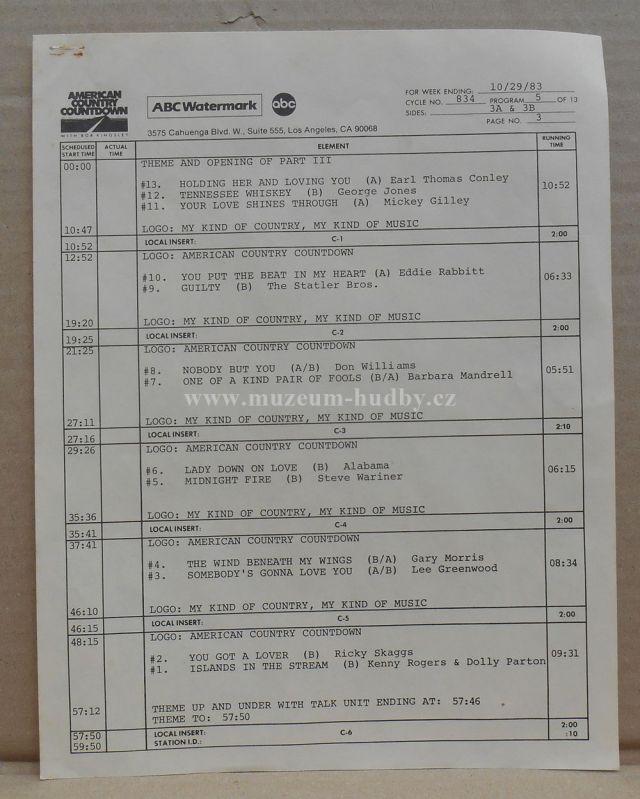 AMERICAN
COUNTRY
COUNTDOWN
WITH BOB KINGSLEY
ABC Watermark
abc
3575 Cahuenga Blvd. W., Suite 555, Los Angeles, CA 90068
FOR WEEK ENDING: 10/29/83
CYCLE NO. 834 PROGRAM 5 OF 13
SIDES: 3A & 3B
PAGE NO. 3
SCHEDULED START TIME ACTUAL TIME ELEMENT RUNNING TIME
00:00 THEME AND OPENING OF PART III
#13. HOLDING HER AND LOVING YOU (A) Earl Thomas Conley
#12. TENNESSEE WHISKEY (B) George Jones 10:52
#11. YOUR LOVE SHINES THROUGH (A) Mickey Gilley
10:47 LOGO: MY KIND OF COUNTRY, MY KIND OF MUSIC
10:52 LOCAL INSERT: C-1 2:00
12:52 LOGO: AMERICAN COUNTRY COUNTDOWN
#10. YOU PUT THE BEAT IN MY HEART (A) Eddie Rabbitt 06:33
#9. GUILTY (B) The Statler Bros.
19:20 LOGO: MY KIND OF COUNTRY, MY KIND OF MUSIC
19:25 LOCAL INSERT: C-2 2:00
21:25 LOGO: AMERICAN COUNTRY COUNTDOWN
#8. NOBODY BUT YOU (A/B) Don Williams 05:51
#7. ONE OF A KIND PAIR OF FOOLS (B/A) Barbara Mandrell
www.muzeum-hudby.cz
27:11 LOGO: MY KIND OF COUNTRY, MY KIND OF MUSIC
27:16 LOCAL INSERT: C-3 2:10
29:26 LOGO: AMERICAN COUNTRY COUNTDOWN
#6. LADY DOWN ON LOVE (B) Alabama 06:15
#5. MIDNIGHT FIRE (B) Steve Wariner
35:36 LOGO: MY KIND OF COUNTRY, MY KIND OF MUSIC
35:41 LOCAL INSERT: C-4 2:00
37:41 LOGO: AMERICAN COUNTRY COUNTDOWN
#4. THE WIND BENEATH MY WINGS (B/A) Gary Morris 08:34
#3. SOMEBODY'S GONNA LOVE YOU (A/B) Lee Greenwood
46:10 LOGO: MY KIND OF COUNTRY, MY KIND OF MUSIC
46:15 LOCAL INSERT: C-5 2:00
48:15 LOGO: AMERICAN COUNTRY COUNTDOWN
#2. YOU GOT A LOVER (B) Ricky Skaggs 09:31
#1. ISLANDS IN THE STREAM (B) Kenny Rogers & Dolly Parton
57:12 THEME UP AND UNDER WITH TALK UNIT ENDING AT: 57:46
THEME TO: 57:50
57:50 LOCAL INSERT: C-6 2:00
59:50 STATION I.D.: :10